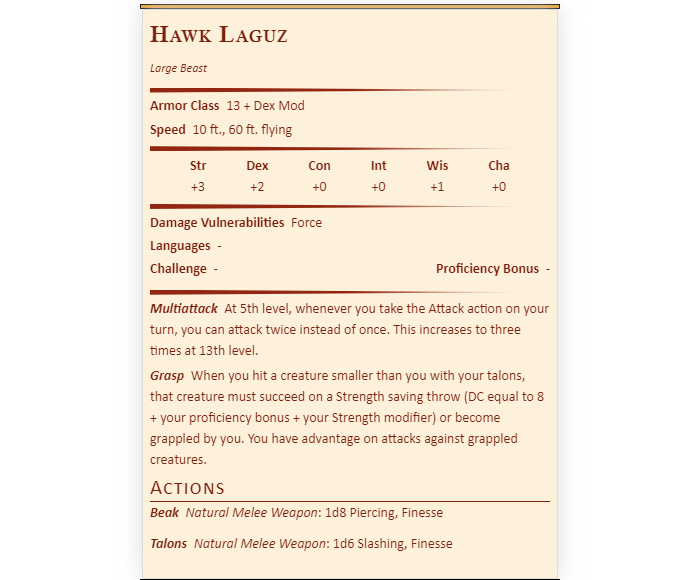 Hawk Laguz
Large Beast
Armor Class 13 + Dex Mod
Speed 10 ft., 60 ft. flying
Str Dex Con Int Wis Cha
+3 +2 +0 +0 +1 +0
Damage Vulnerabilities Force
Languages -
Challenge - Proficiency Bonus -
Multiattack At 5th level, whenever you take the Attack action on your
turn, you can attack twice instead of once. This increases to three
times at 13th level.
Grasp When you hit a creature smaller than you with your talons,
that creature must succeed on a Strength saving throw (DC equal to 8
+ your proficiency bonus + your Strength modifier) or become
grappled by you. You have advantage on attacks against grappled
creatures.
Actions
Beak Natural Melee Weapon: 1d8 Piercing, Finesse
Talons Natural Melee Weapon: 1d6 Slashing, Finesse